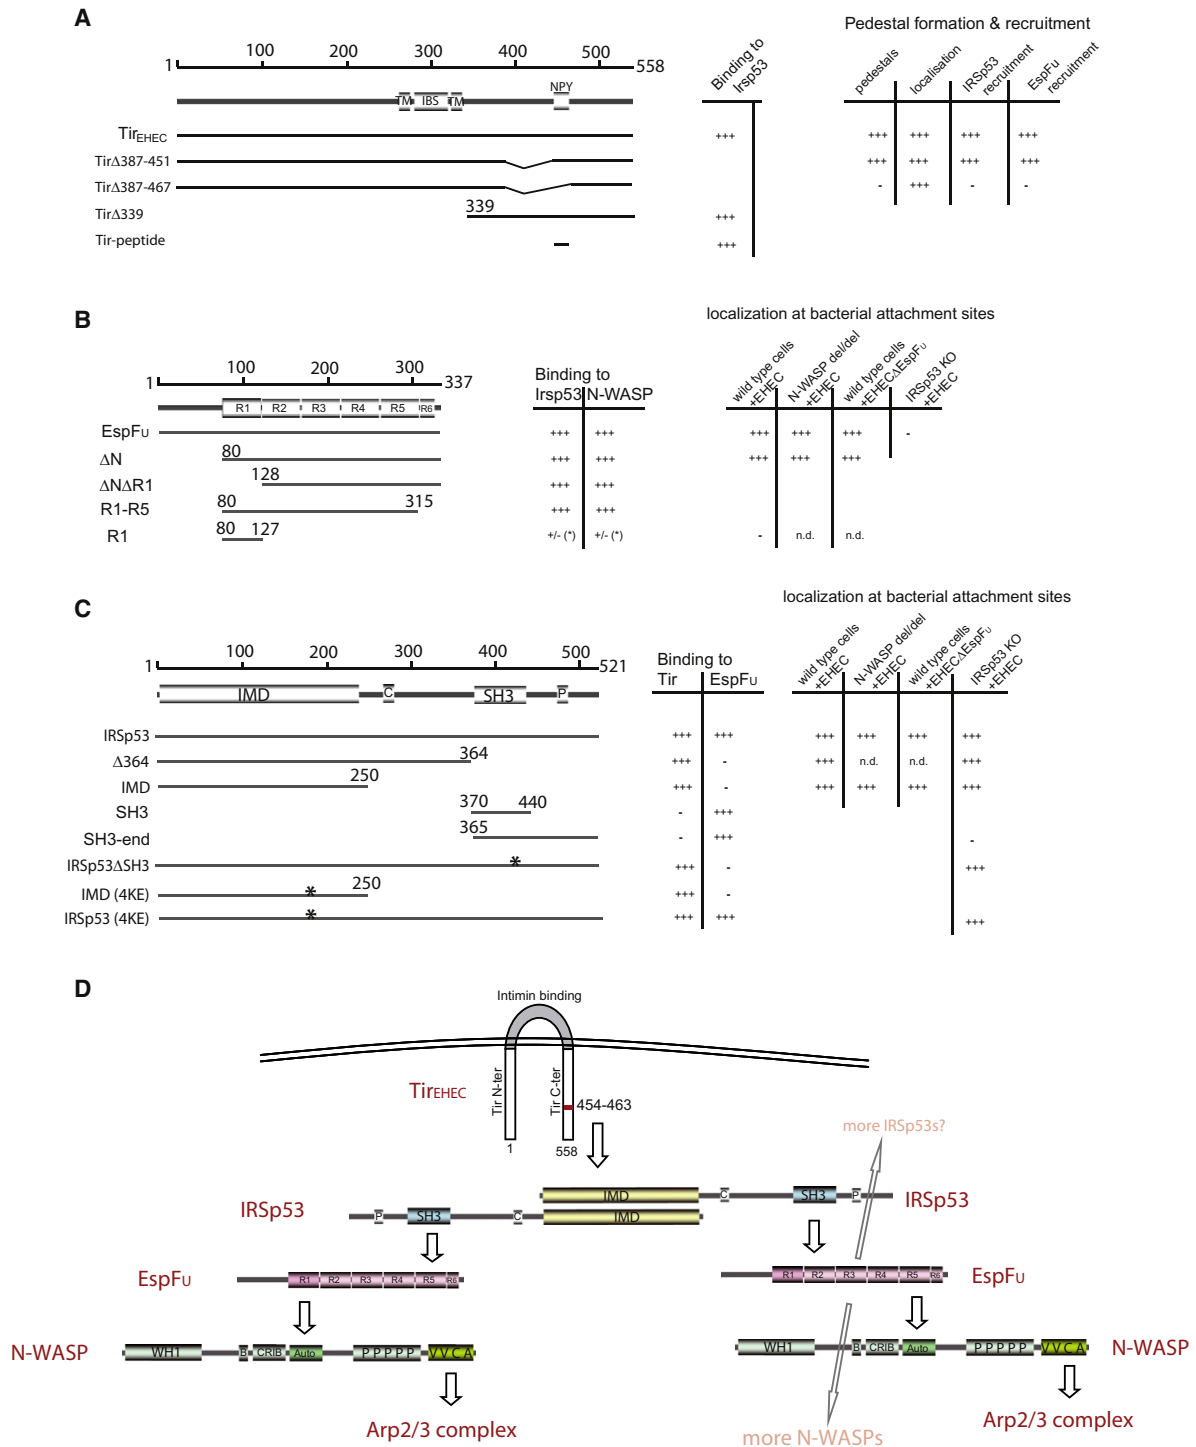 A
Pedestal formation & recruitment
1 100 200 300 400 500 558
Binding to Irsp53
pedestals
localisation
IRSp53 recruitment
EspFU recruitment
TM IBS TM NPY
TirEHEC +++ +++ +++ +++ +++
TirΔ387-451 +++ +++ +++ +++
TirΔ387-467 - +++ - -
TirΔ339 339 +++
Tir-peptide +++
B
localization at bacterial attachment sites
1 100 200 300 337
Binding to
Irsp53 N-WASP
wild type cells +EHEC
N-WASP del/del +EHEC
wild type cells +EHECΔEspFU
IRSp53 KO +EHEC
R1 R2 R3 R4 R5 R6
EspFU +++ +++ +++ +++ +++ -
ΔN 80 +++ +++ +++ +++ +++
ΔNΔR1 128 +++ +++
R1-R5 80 315 +++ +++
R1 80 127 +/- (*) +/- (*) - n.d. n.d.
C
localization at bacterial attachment sites
1 100 200 300 400 500 521
Binding to
Tir EspFU
wild type cells +EHEC
N-WASP del/del +EHEC
wild type cells +EHECΔEspFU
IRSp53 KO +EHEC
IMD C SH3 P
IRSp53 +++ +++ +++ +++ +++ +++
Δ364 364 +++ - +++ n.d. n.d. +++
IMD 250 +++ - +++ +++ +++ +++
SH3 370 440 - +++
SH3-end 365 - +++ -
IRSp53ΔSH3 * +++ - +++
IMD (4KE) * 250 +++ -
IRSp53 (4KE) * +++ +++ +++
D
Intimin binding
TirEHEC
Tir N-ter
Tir C-ter
454-463
1 558
more IRSp53s?
IMD C SH3 P
IRSp53
IRSp53
P SH3 C IMD
EspFU
R1 R2 R3 R4 R5 R6
R1 R2 R3 R4 R5 R6
EspFU
N-WASP
WH1 B CRIB Auto P P P P P V V C A
WH1 B CRIB Auto P P P P P V V C A
N-WASP
Arp2/3 complex
more N-WASPs
Arp2/3 complex